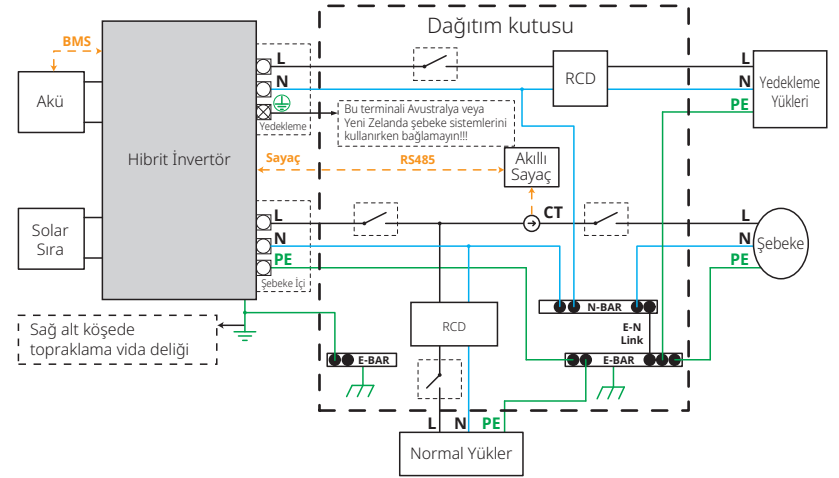 Dağıtım kutusu
BMS
Akü
Hibrit İnvertör
L
N
Yedekleme
Bu terminali Avustralya veya
Yeni Zelanda şebeke sistemlerini
kullanırken bağlamayın!!!
RCD
L
N
PE
Yedekleme
Yükleri
Sayaç
RS485
Akıllı
Sayaç
Solar
Sıra
L
N
PE
Şebeke İçi
CT
L
N
PE
Şebeke
N-BAR
E-N
Link
RCD
Sağ alt köşede
topraklama vida deliği
E-BAR
E-BAR
L
N
PE
Normal Yükler